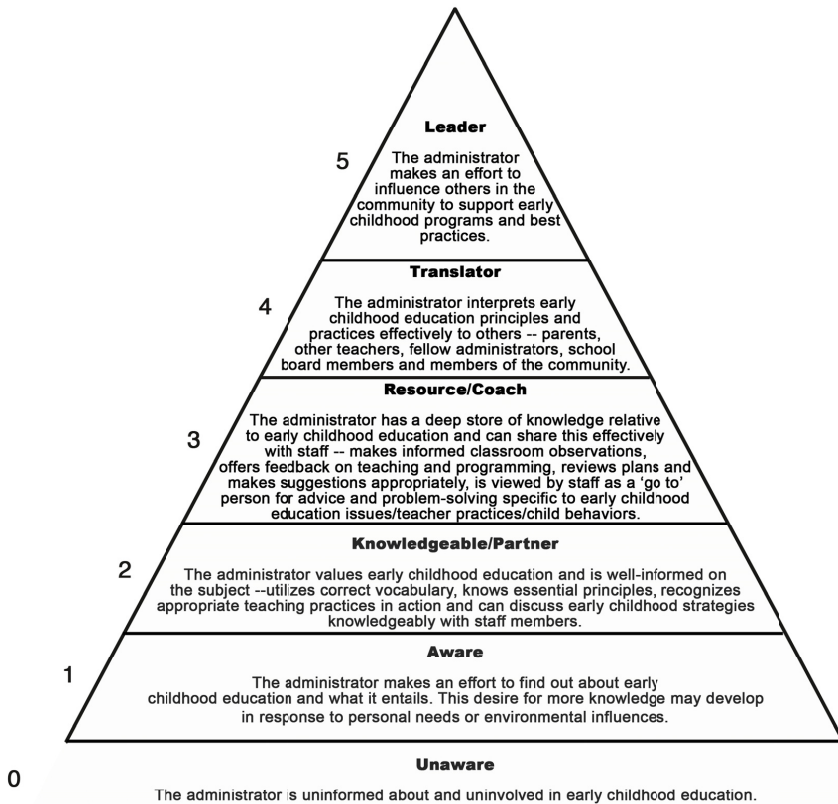 Leader
5
The administrator
makes an effort to
influence others in the
community to support early
childhood programs and best
practices.
Translator
4
The administrator interprets early
childhood education principles and
practices effectively to others -- parents,
other teachers, fellow administrators, school
board members and members of the community.
Resource/Coach
3
The administrator has a deep store of knowledge relative
to early childhood education and can share this effectively
with staff -- makes informed classroom observations,
offers feedback on teaching and programming, reviews plans and
makes suggestions appropriately, is viewed by staff as a ‘go to’
person for advice and problem-solving specific to early childhood
education issues/teacher practices/child behaviors.
Knowledgeable/Partner
2
The administrator values early childhood education and is well-informed on
the subject --utilizes correct vocabulary, knows essential principles, recognizes
appropriate teaching practices in action and can discuss early childhood strategies
knowledgeably with staff members.
Aware
1
The administrator makes an effort to find out about early
childhood education and what it entails. This desire for more knowledge may develop
in response to personal needs or environmental influences.
Unaware
0
The administrator is uninformed about and uninvolved in early childhood education.